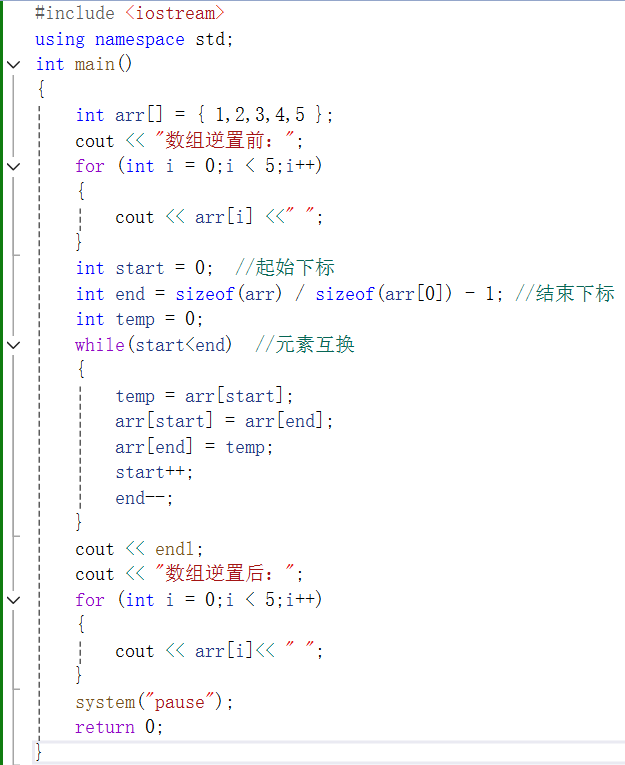 #include <iostream>
using namespace std;
int main()
{
    int arr[] = { 1,2,3,4,5 };
    cout << "数组逆置前：";
    for (int i = 0;i < 5;i++)
    {
        cout << arr[i] <<" ";
    }
    int start = 0;  //起始下标
    int end = sizeof(arr) / sizeof(arr[0]) - 1; //结束下标
    int temp = 0;
    while(start<end)  //元素互换
    {
        temp = arr[start];
        arr[start] = arr[end];
        arr[end] = temp;
        start++;
        end--;
    }
    cout << endl;
    cout << "数组逆置后：";
    for (int i = 0;i < 5;i++)
    {
        cout << arr[i]<< " ";
    }
    system("pause");
    return 0;
}